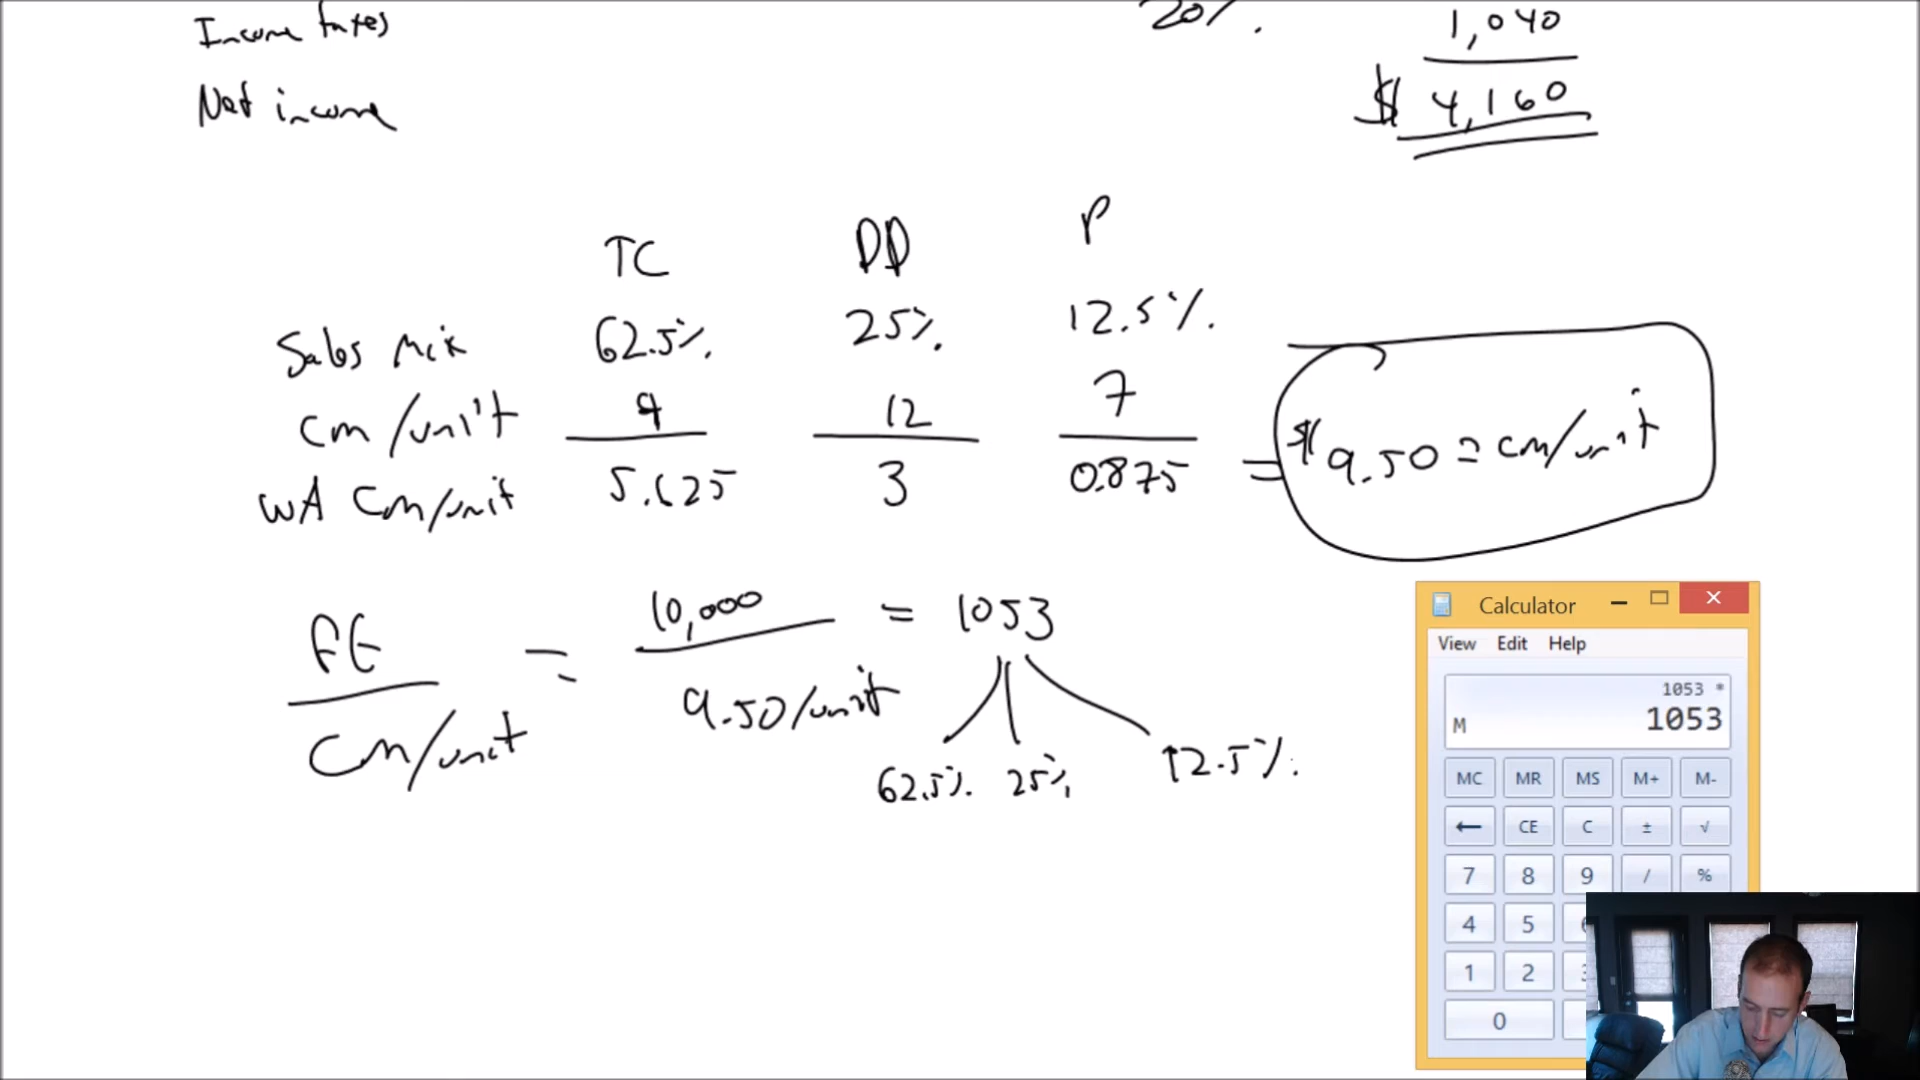 Income taxes 20%. 1,040
Net income $ 4,160
TC DD P
Sales Mix 62.5%. 25%. 12.5%.
cm/unit 9 12 7
WA cm/unit 5.625 3 0.875 = $9.50 = cm/unit
FE = 10,000 = 1053
cm/unit 9.50/unit
62.5%. 25% 12.5%.
Calculator
View Edit Help
1053 *
M 1053
MC MR MS M+ M-
← CE C ± √
7 8 9 / %
4 5
1 2
0